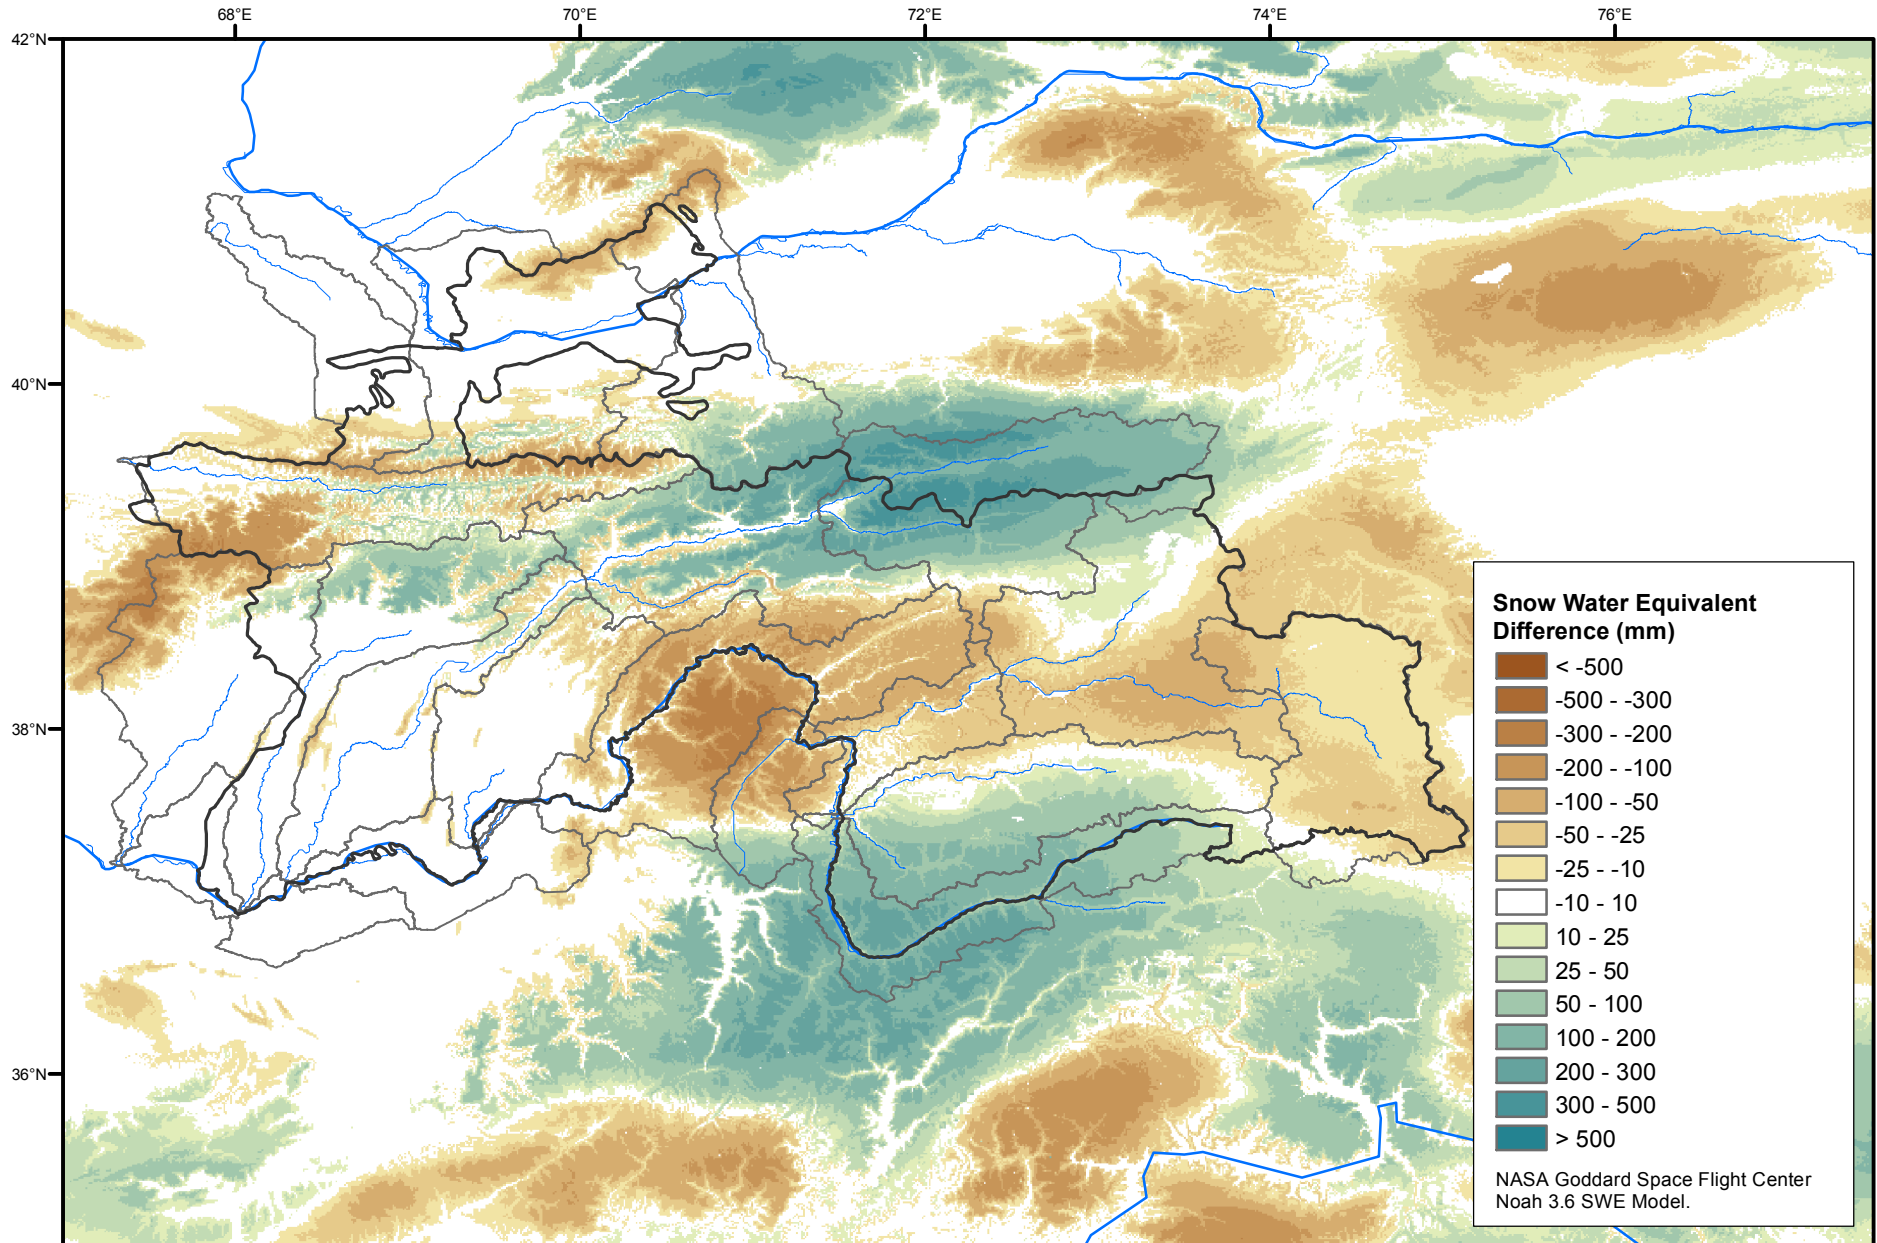 68°E 70°E 72°E 74°E 76°E
42°N
40°N
38°N
36°N
Snow Water Equivalent
Difference (mm)
< -500
-500 - -300
-300 - -200
-200 - -100
-100 - -50
-50 - -25
-25 - -10
-10 - 10
10 - 25
25 - 50
50 - 100
100 - 200
200 - 300
300 - 500
> 500
NASA Goddard Space Flight Center
Noah 3.6 SWE Model.